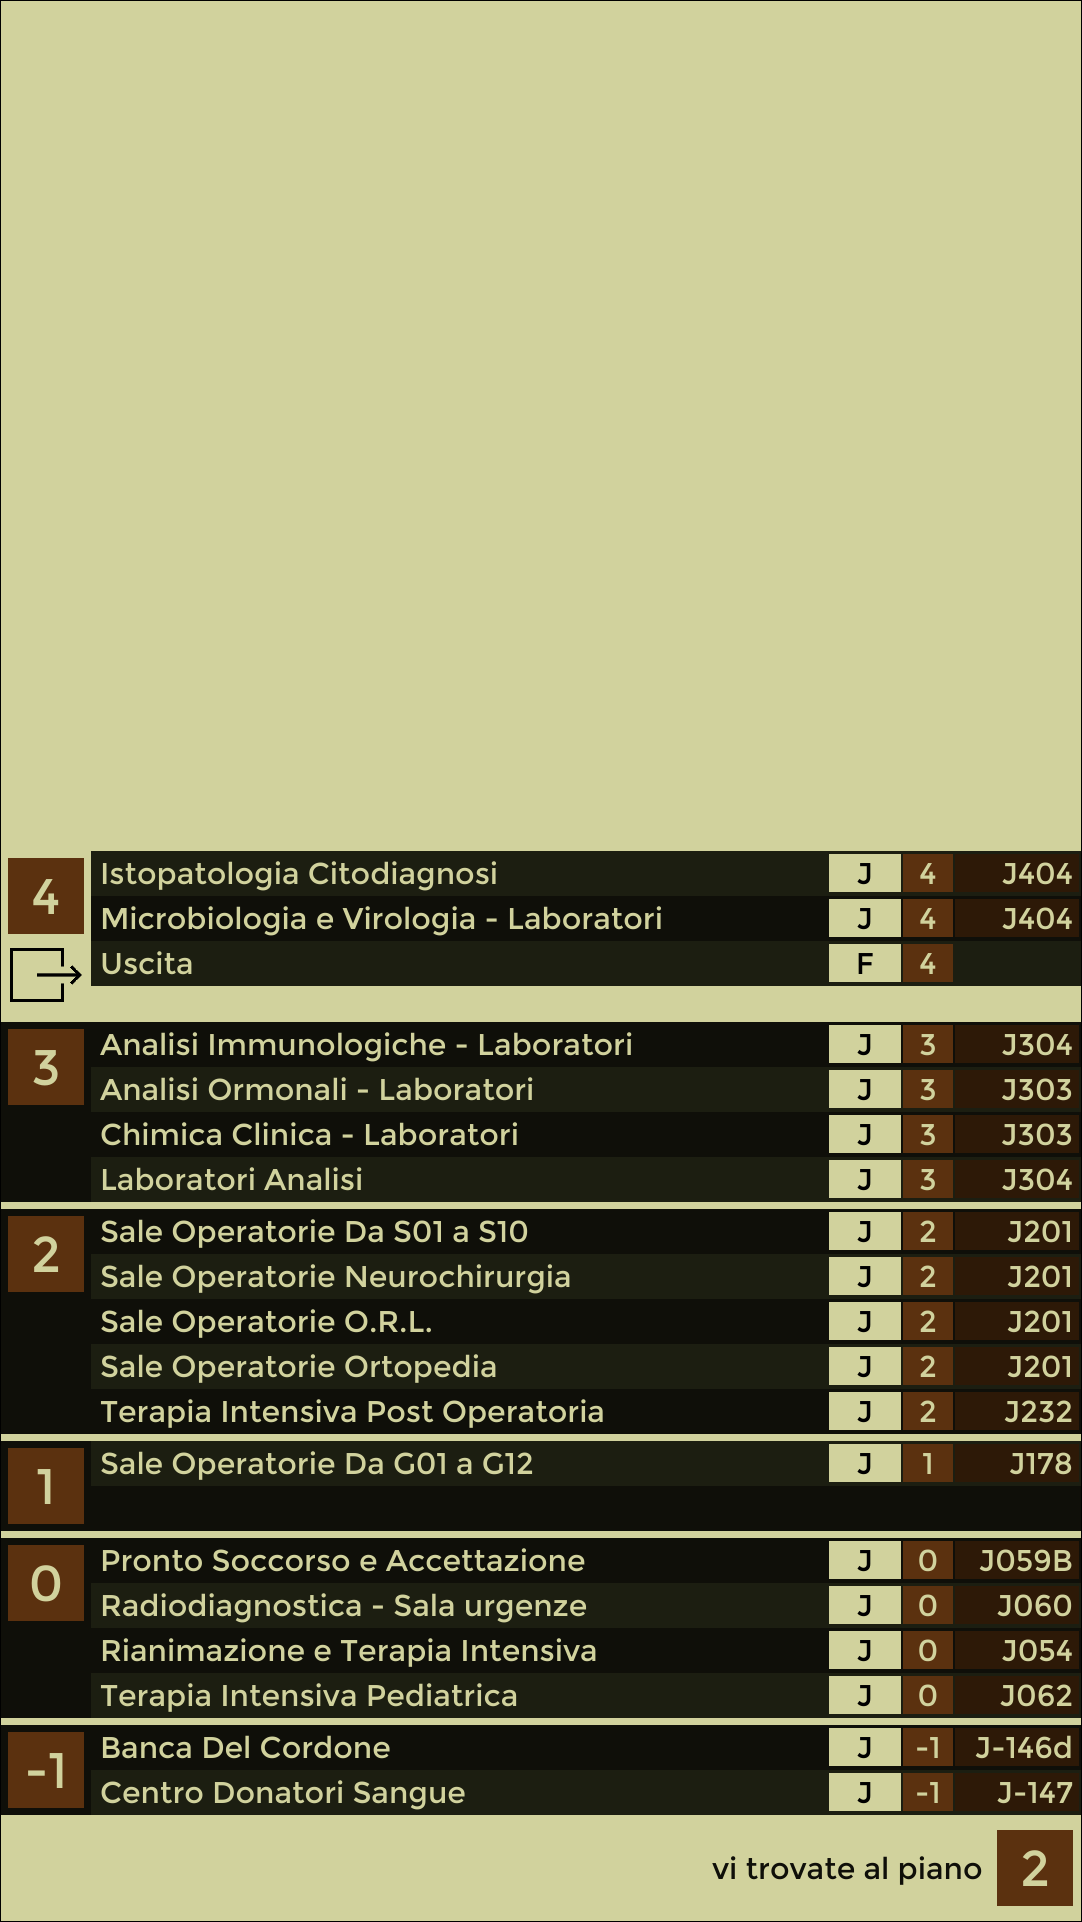 4 Istopatologia Citodiagnosi J 4 J404
Microbiologia e Virologia - Laboratori J 4 J404
Uscita F 4
3 Analisi Immunologiche - Laboratori J 3 J304
Analisi Ormonali - Laboratori J 3 J303
Chimica Clinica - Laboratori J 3 J303
Laboratori Analisi J 3 J304
2 Sale Operatorie Da S01 a S10 J 2 J201
Sale Operatorie Neurochirurgia J 2 J201
Sale Operatorie O.R.L. J 2 J201
Sale Operatorie Ortopedia J 2 J201
Terapia Intensiva Post Operatoria J 2 J232
1 Sale Operatorie Da G01 a G12 J 1 J178
0 Pronto Soccorso e Accettazione J 0 J059B
Radiodiagnostica - Sala urgenze J 0 J060
Rianimazione e Terapia Intensiva J 0 J054
Terapia Intensiva Pediatrica J 0 J062
-1 Banca Del Cordone J -1 J-146d
Centro Donatori Sangue J -1 J-147
vi trovate al piano 2